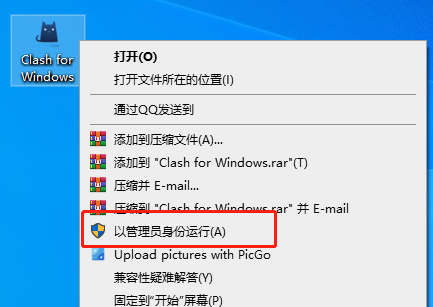 Clash for
Windows
打开(O)
打开文件所在的位置(I)
通过QQ发送到
添加到压缩文件(A)...
添加到 "Clash for Windows.rar"(T)
压缩并 E-mail...
压缩到 "Clash for Windows.rar" 并 E-mail
以管理员身份运行(A)
Upload pictures with PicGo
兼容性疑难解答(Y)
固定到"开始"屏幕(P)